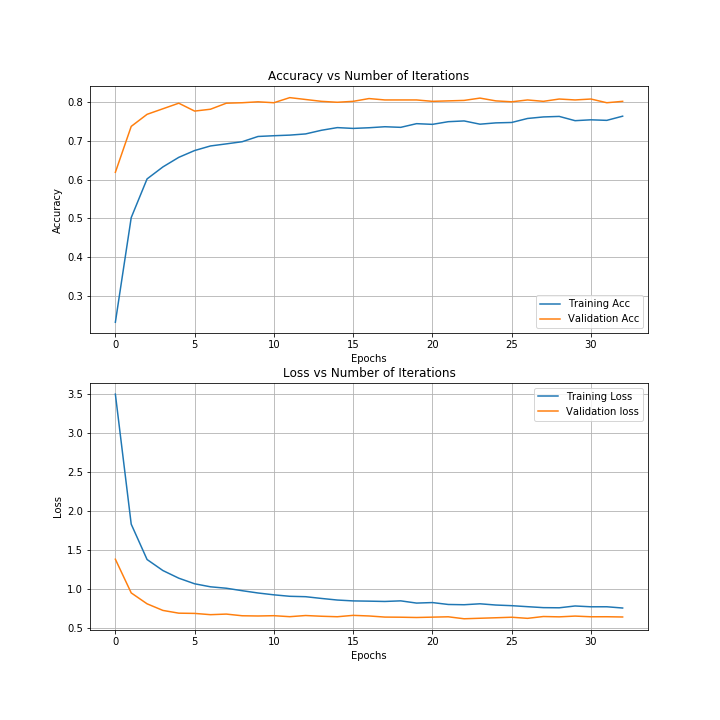 Accuracy vs Number of Iterations
0.8
0.7
0.6
0.5
0.4
0.3
Accuracy
Training Acc
Validation Acc
0 5 10 15 20 25 30
Epochs
Loss vs Number of Iterations
3.5
3.0
2.5
2.0
1.5
1.0
0.5
Loss
Training Loss
Validation loss
0 5 10 15 20 25 30
Epochs